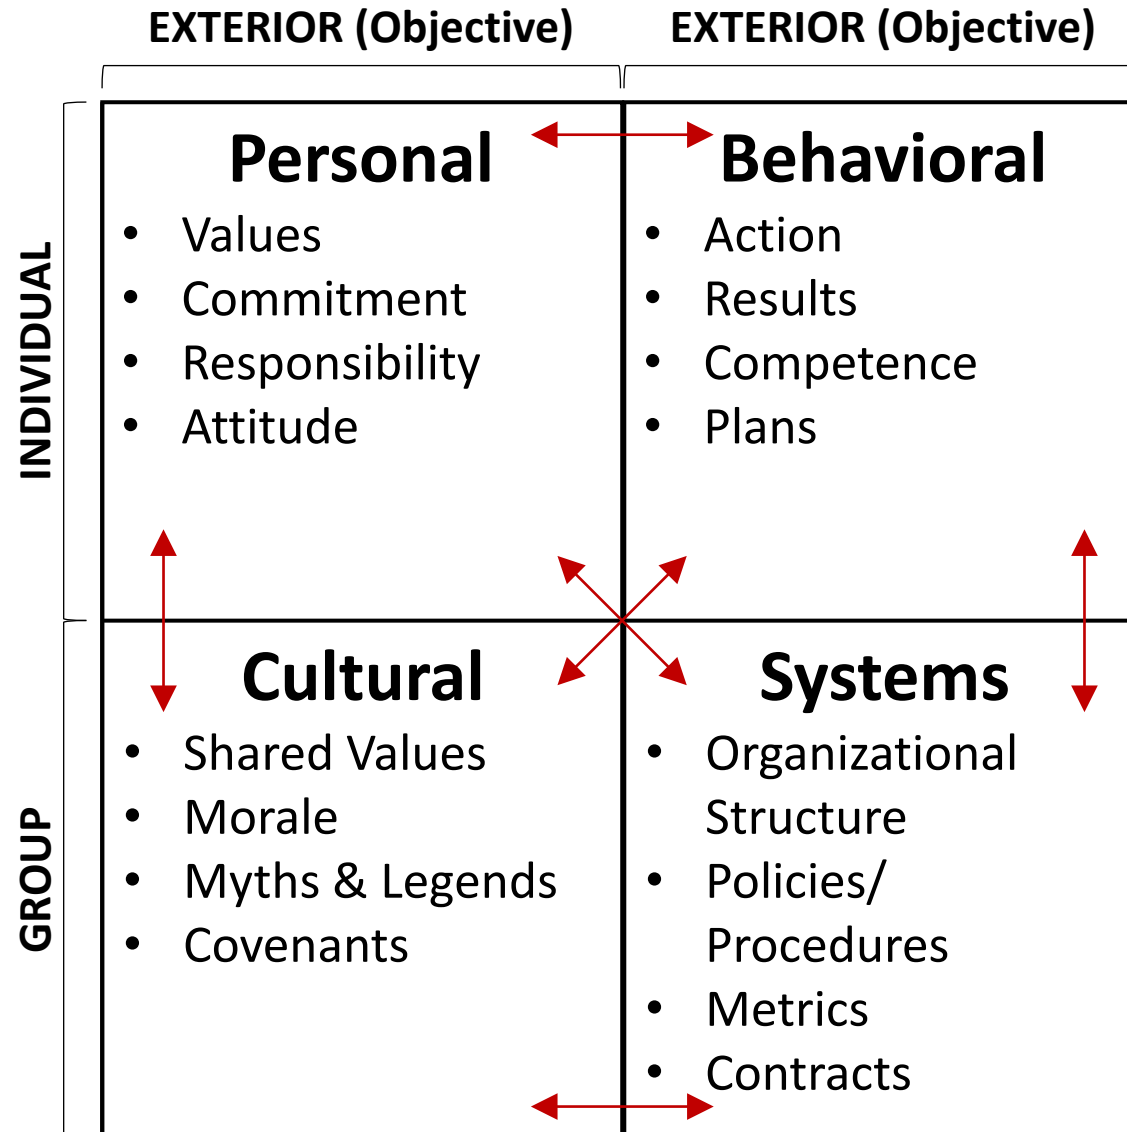 EXTERIOR (Objective)
EXTERIOR (Objective)
INDIVIDUAL
Personal
• Values
• Commitment
• Responsibility
• Attitude
Behavioral
• Action
• Results
• Competence
• Plans
GROUP
Cultural
• Shared Values
• Morale
• Myths & Legends
• Covenants
Systems
• Organizational
Structure
• Policies/
Procedures
• Metrics
• Contracts